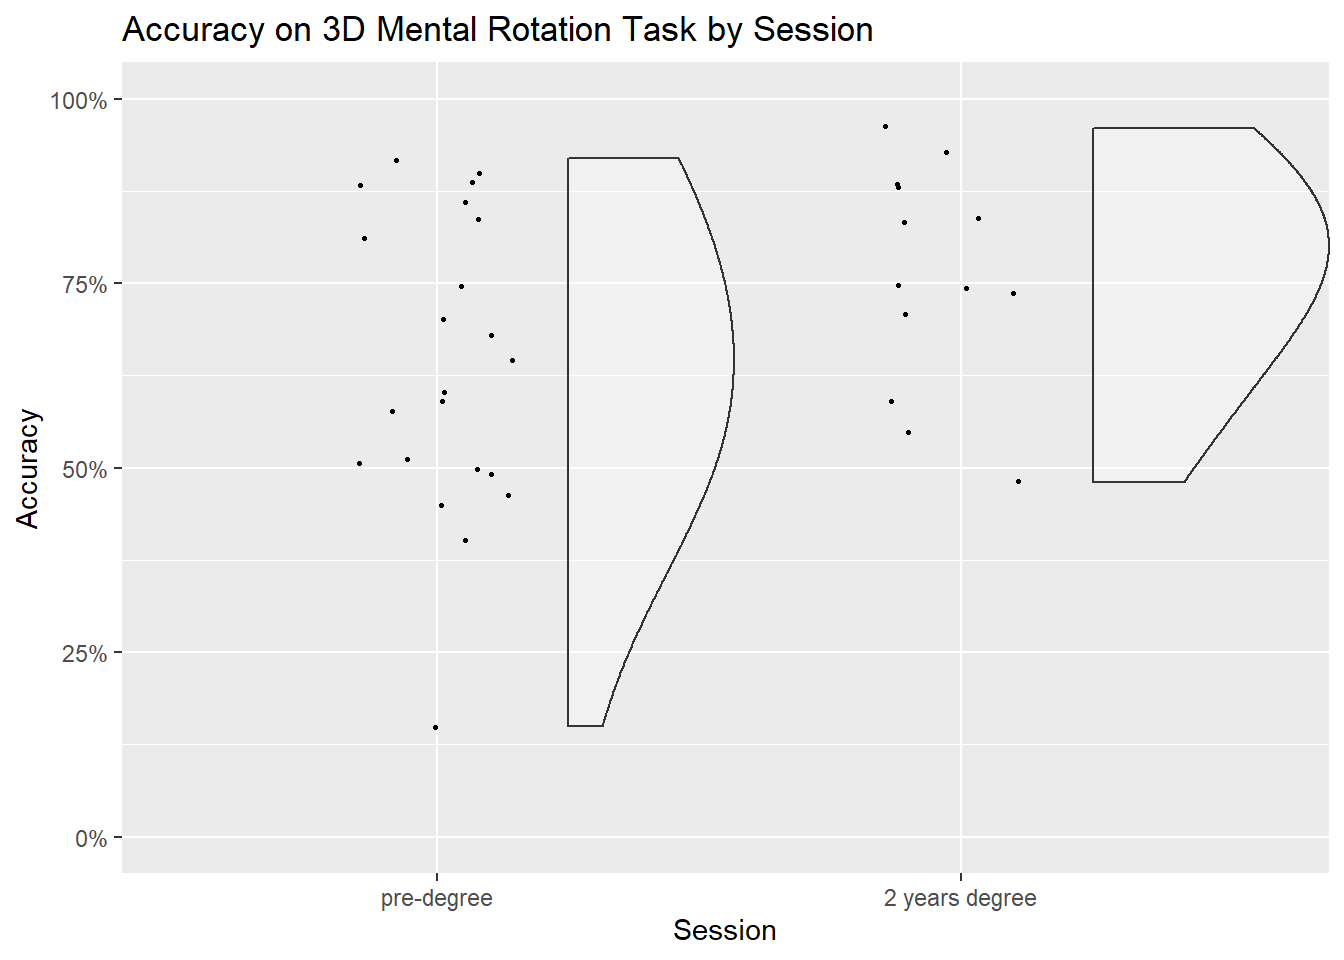 Accuracy on 3D Mental Rotation Task by Session
100%
75%
50%
25%
0%
Accuracy
pre-degree
2 years degree
Session